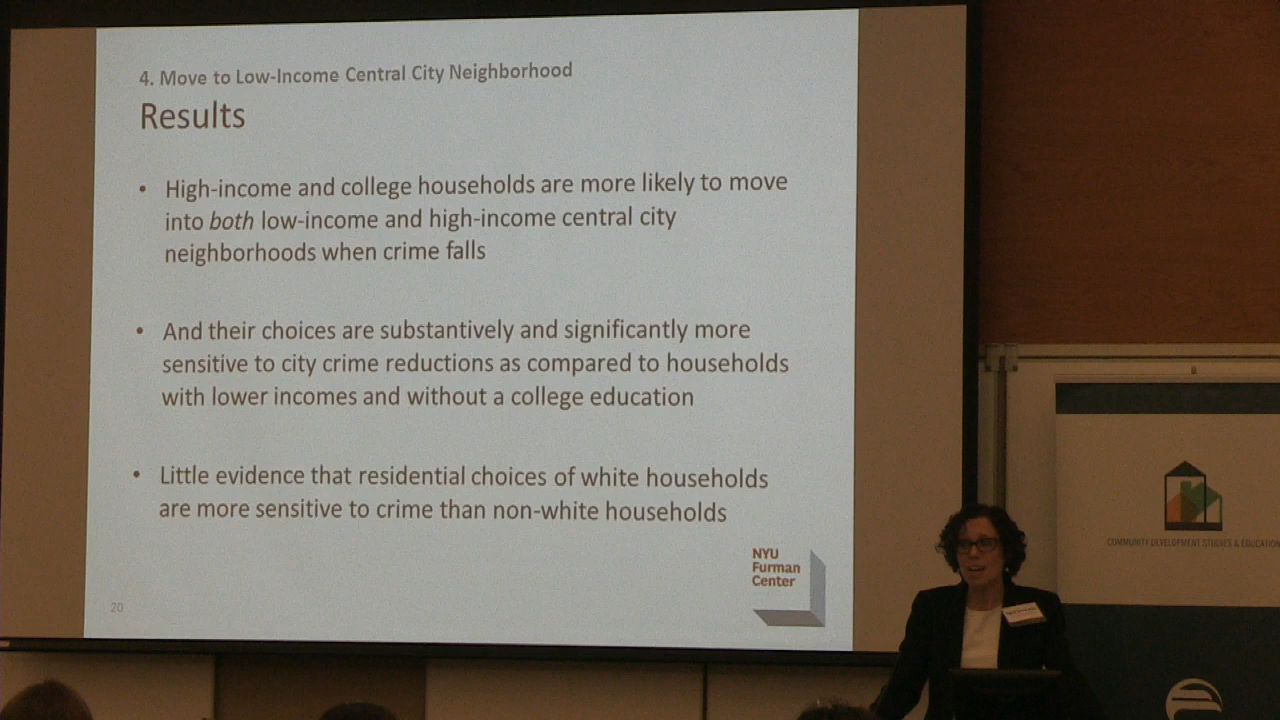 4. Move to Low-Income Central City Neighborhood
Results
• High-income and college households are more likely to move
into both low-income and high-income central city
neighborhoods when crime falls
• And their choices are substantively and significantly more
sensitive to city crime reductions as compared to households
with lower incomes and without a college education
• Little evidence that residential choices of white households
are more sensitive to crime than non-white households
NYU
Furman
Center
20
COMMUNITY DEVELOPMENT STUDIES & EDUCATION